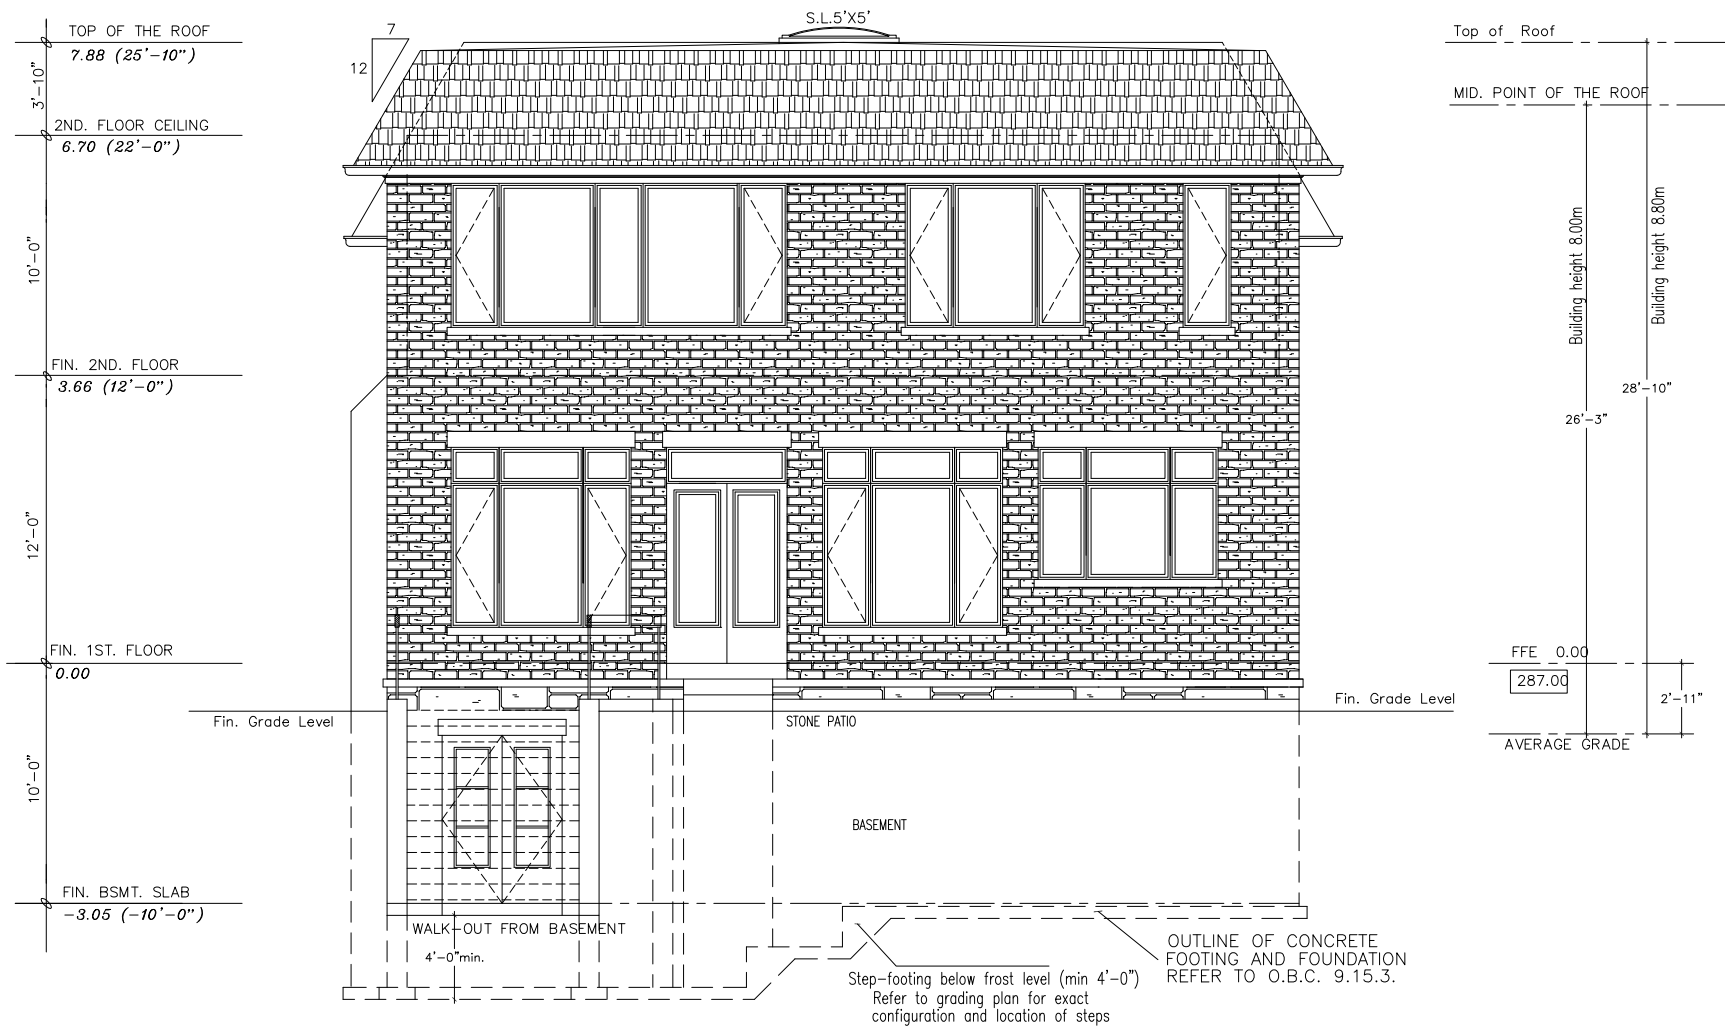 S.L.5'X5'
7
12
TOP OF THE ROOF
7.88 (25'-10")
3'-10"
2ND. FLOOR CEILING
6.70 (22'-0")
10'-0"
FIN. 2ND. FLOOR
3.66 (12'-0")
12'-0"
FIN. 1ST. FLOOR
0.00
Fin. Grade Level
10'-0"
FIN. BSMT. SLAB
-3.05 (-10'-0")
STONE PATIO
BASEMENT
WALK-OUT FROM BASEMENT
4'-0"min.
Step-footing below frost level (min 4'-0")
Refer to grading plan for exact
configuration and location of steps
OUTLINE OF CONCRETE
FOOTING AND FOUNDATION
REFER TO O.B.C. 9.15.3.
Top of Roof
MID. POINT OF THE ROOF
Building height 8.00m
Building height 8.80m
28'-10"
26'-3"
FFE 0.00
287.00
2'-11"
Fin. Grade Level
AVERAGE GRADE